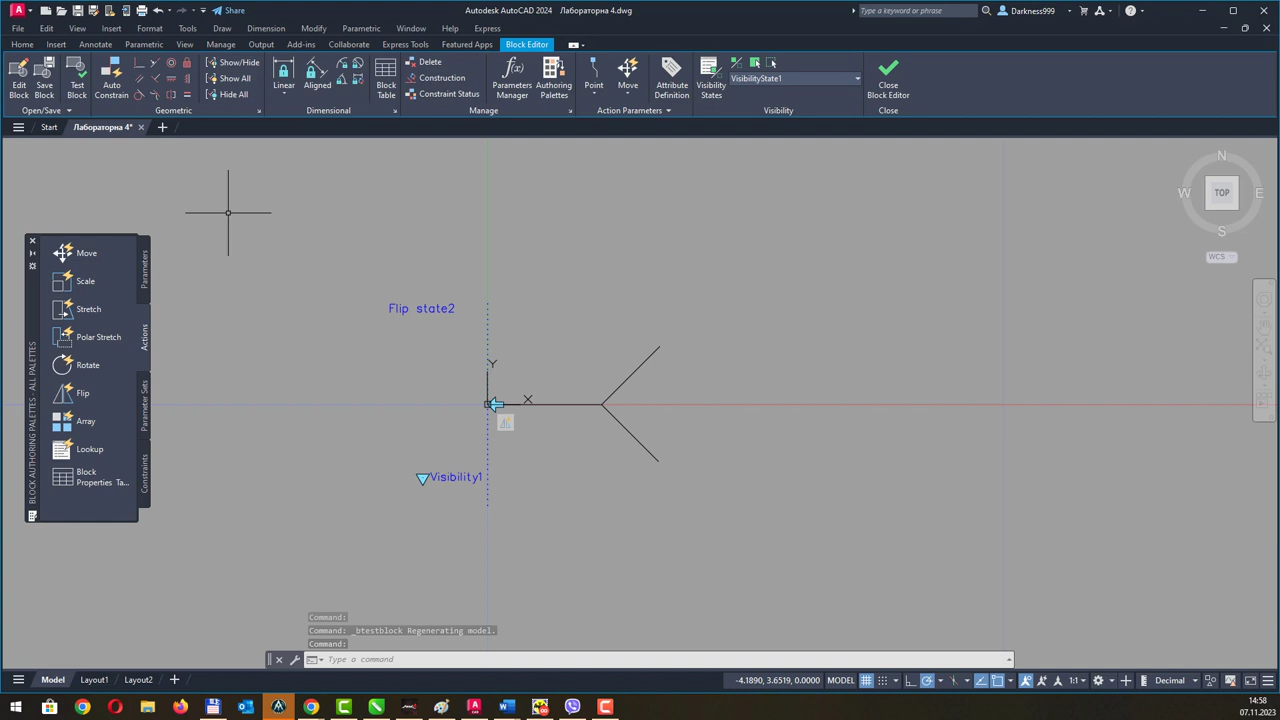 Share
Autodesk AutoCAD 2024 Лабораторна 4.dwg
Type a keyword or phrase
Darkness999
File Edit View Insert Format Tools Draw Dimension Modify Parametric Window Help Express
Home Insert Annotate Parametric View Manage Output Add-ins Collaborate Express Tools Featured Apps Block Editor
Edit Block
Save Block
Test Block
Auto Constrain
Show/Hide
Show All
Hide All
Linear
Aligned
Block Table
Delete
Construction
Constraint Status
Parameters Manager
Authoring Palettes
Point
Move
Attribute Definition
Visibility States
VisibilityState1
Close Block Editor
Open/Save
Geometric
Dimensional
Manage
Action Parameters
Visibility
Close
Start
Лабораторна 4*
N
W
TOP
E
S
WCS
Move
Scale
Stretch
Polar Stretch
Rotate
Flip
Array
Lookup
Block
Properties Ta...
Parameters
Actions
Parameter Sets
Constraints
BLOCK AUTHORING PALETTES - ALL PALETTES
Flip state2
Y
X
Visibility1
Command:
Command: _btestblock Regenerating model.
Command:
Type a command
Model
Layout1
Layout2
-4.1890, 3.6519, 0.0000
MODEL
1:1
Decimal
14:58
07.11.2023